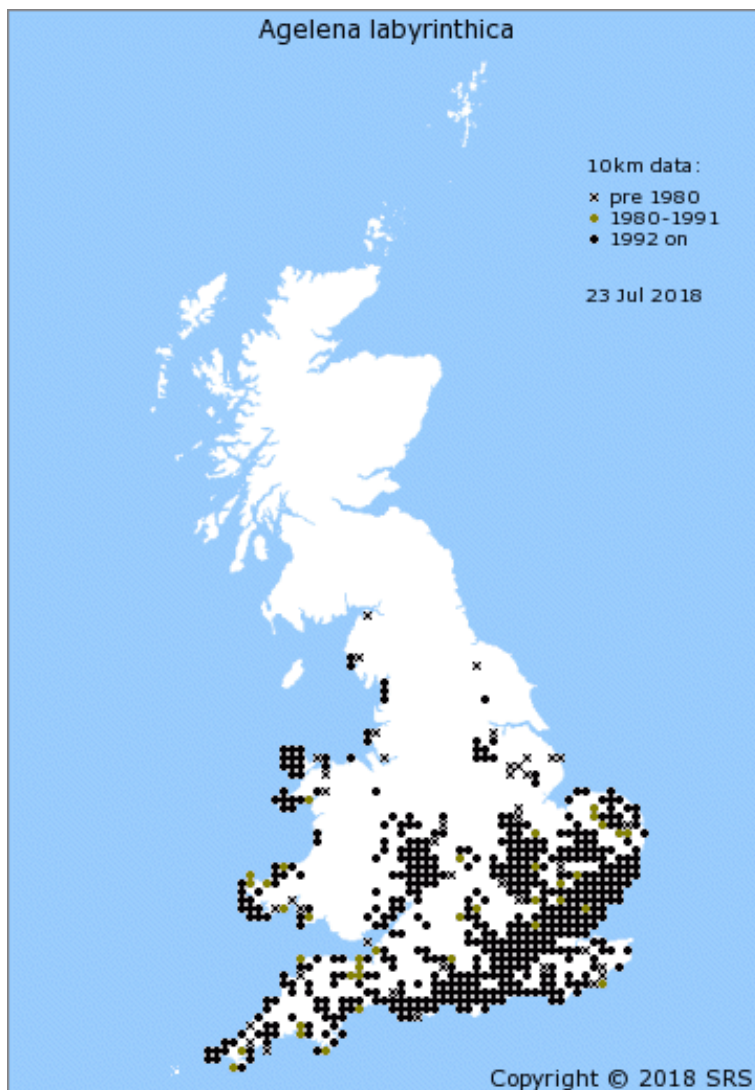 Agelena labyrinthica
10km data:
× pre 1980
● 1980-1991
● 1992 on
23 Jul 2018
Copyright © 2018 SRS